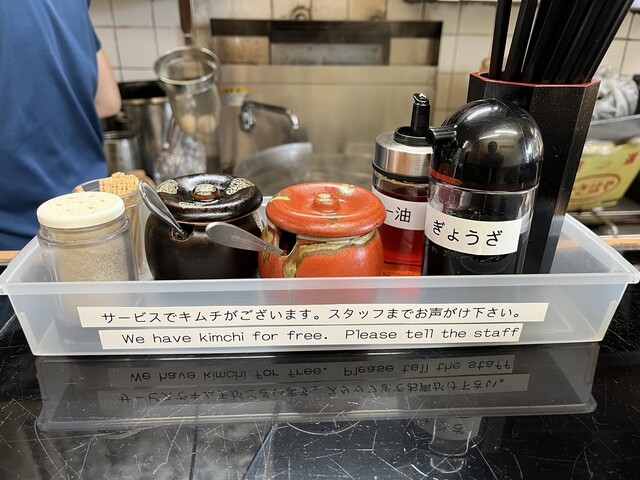 ー油
ぎょうざ
サービスでキムチがございます。スタッフまでお声がけ下さい。
We have kimchi for free. Please tell the staff